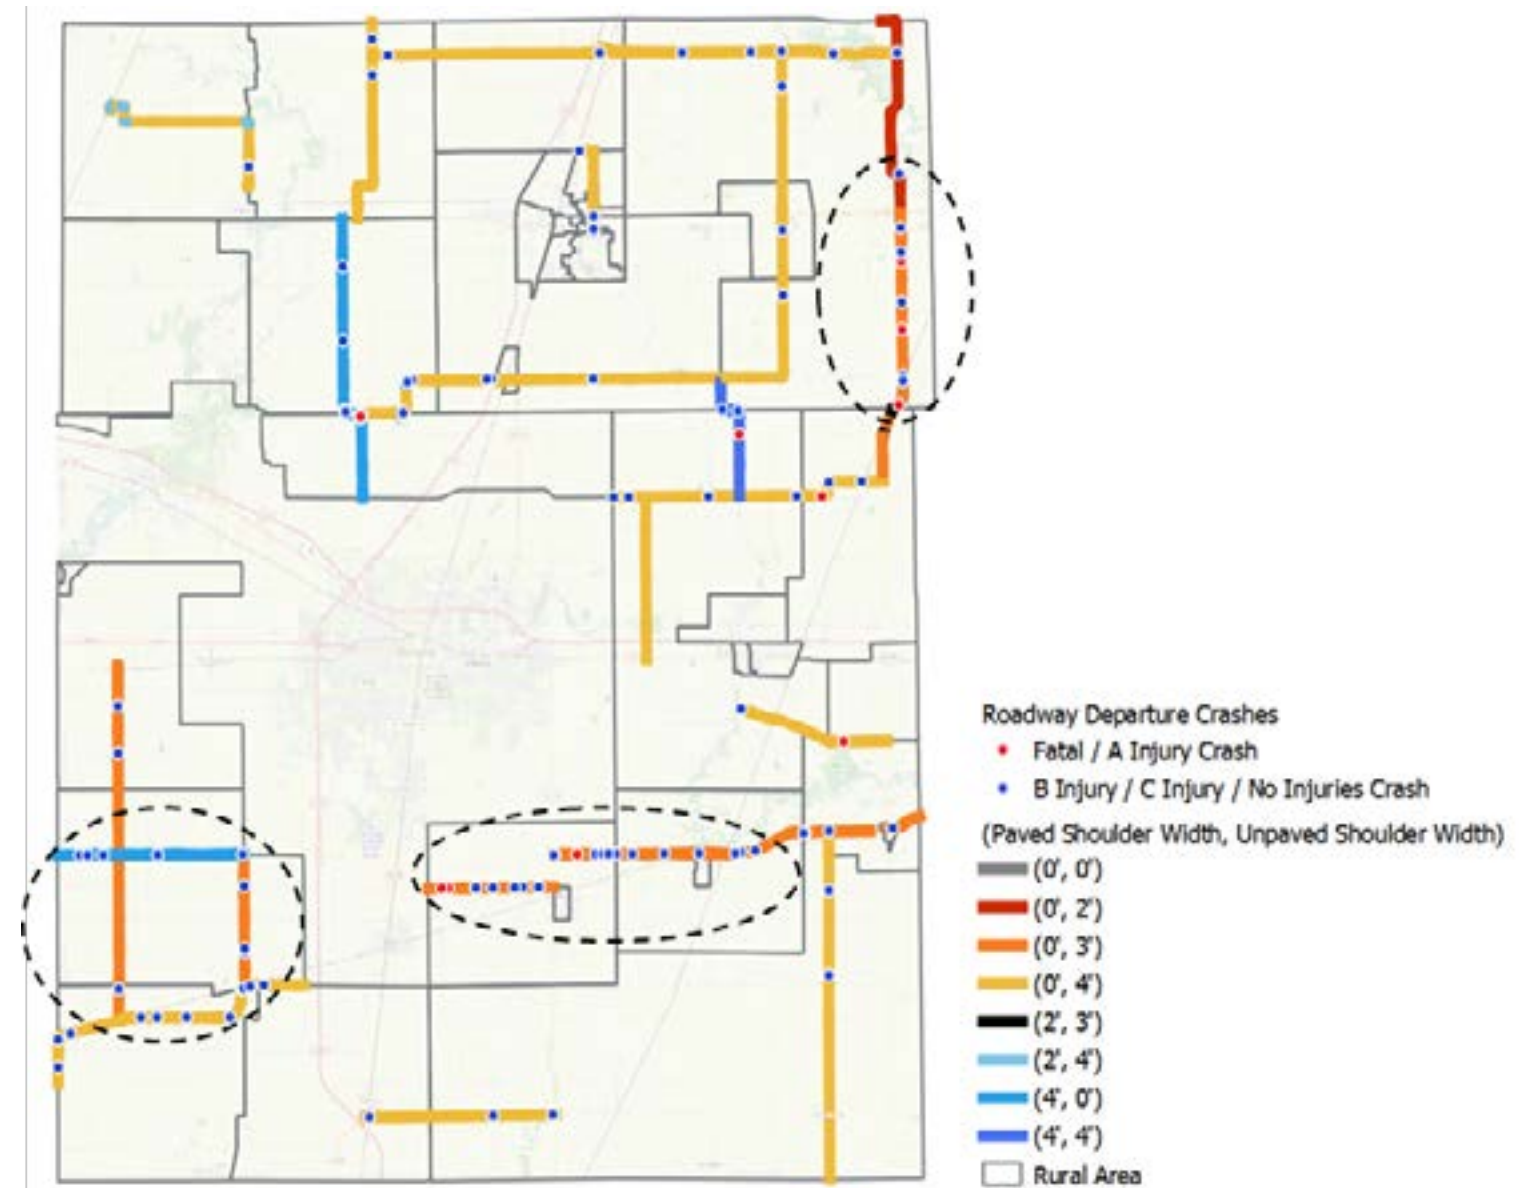 Roadway Departure Crashes
Fatal / A Injury Crash
B Injury / C Injury / No Injuries Crash
(Paved Shoulder Width, Unpaved Shoulder Width)
(0', 0')
(0', 2')
(0', 3')
(0', 4')
(2', 3')
(2', 4')
(4', 0')
(4', 4')
Rural Area